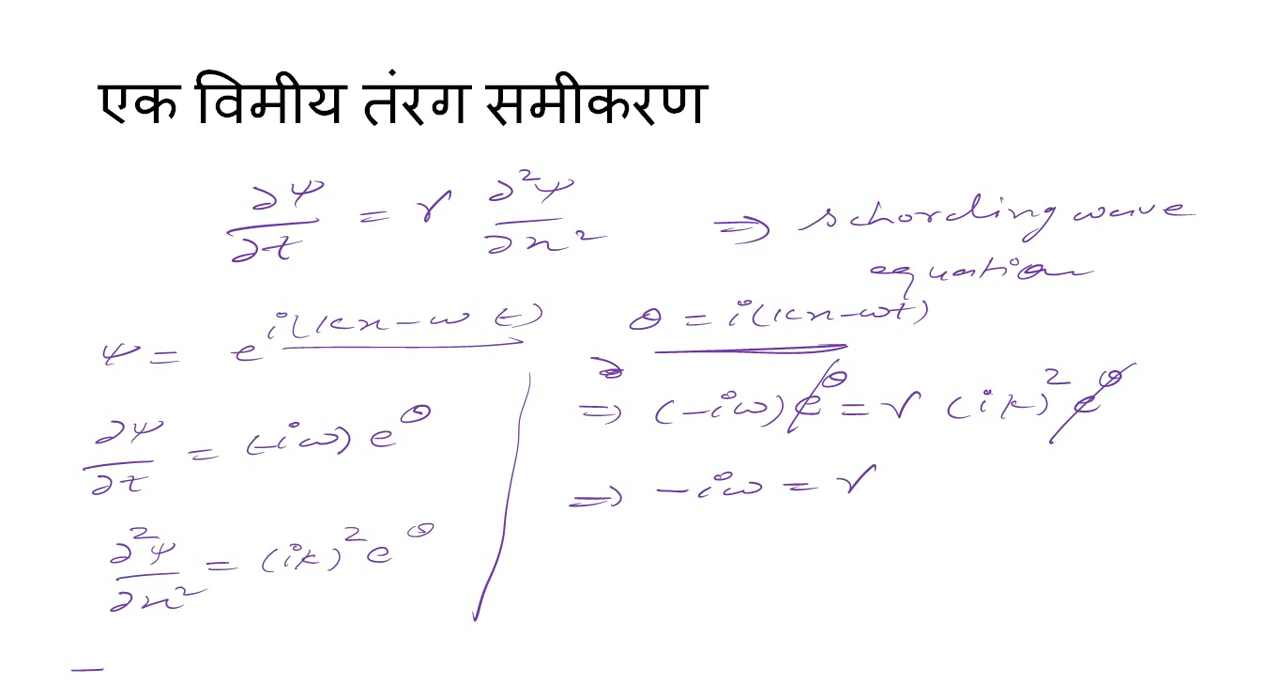 एक विमीय तंरग समीकरण
∂ψ/∂t = γ ∂²ψ/∂x² ⇒ schording wave
equation
ψ = e^{i(kx-ωt)}
∂ψ/∂t = (-iω) e^θ
∂²ψ/∂x² = (ik)² e^θ
θ = i(kx-ωt)
⇒ (-iω) e^θ = γ (ik)² e^θ
⇒ -iω = γ